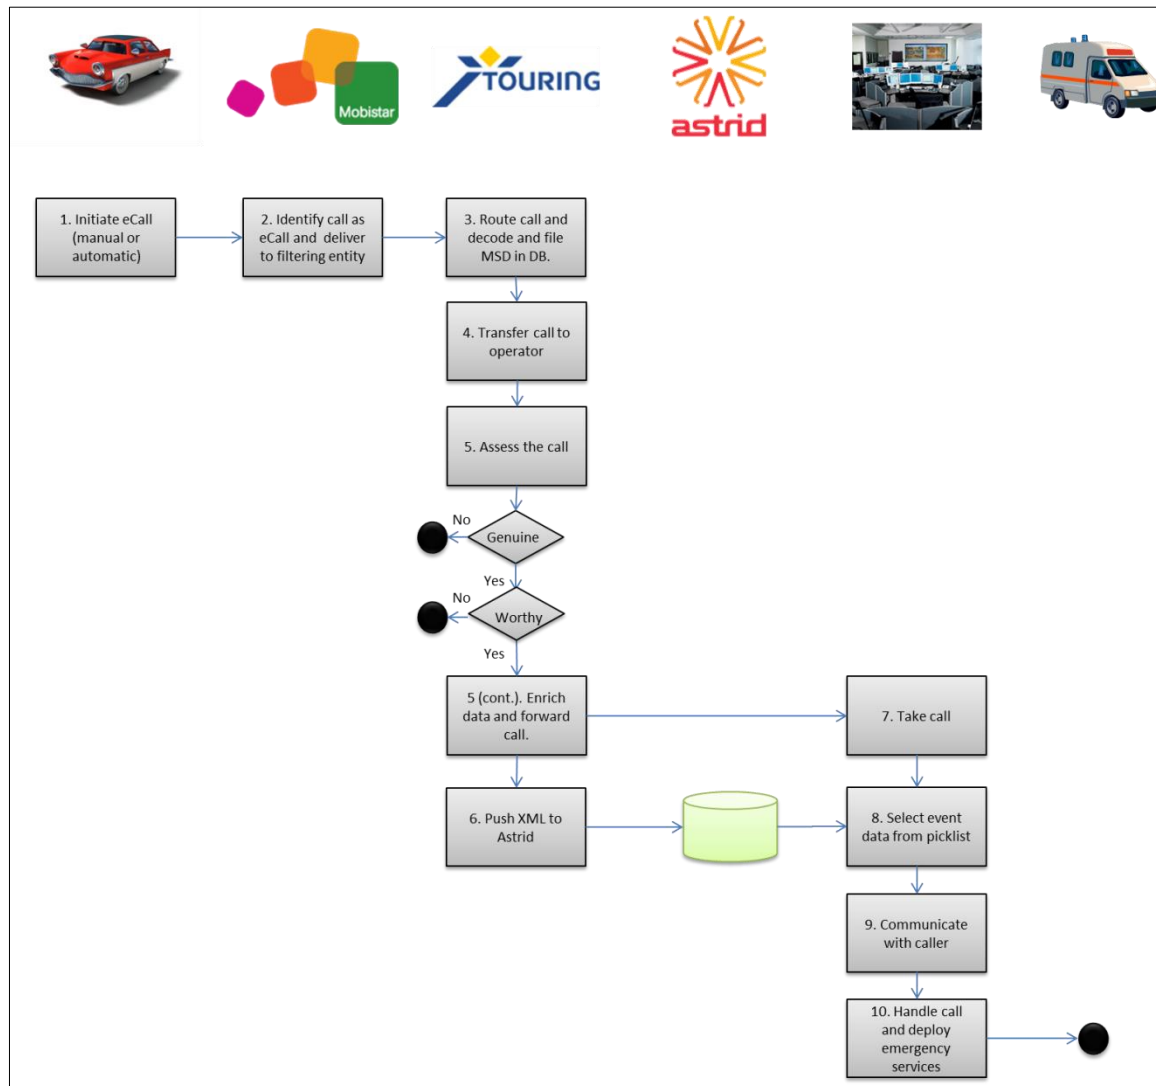 Mobistar
TOURING
astrid
1. Initiate eCall
(manual or
automatic)
2. Identify call as
eCall and deliver
to filtering entity
3. Route call and
decode and file
MSD in DB.
4. Transfer call to
operator
5. Assess the call
No
Genuine
Yes
No
Worthy
Yes
5 (cont.). Enrich
data and forward
call.
7. Take call
6. Push XML to
Astrid
8. Select event
data from picklist
9. Communicate
with caller
10. Handle call
and deploy
emergency
services